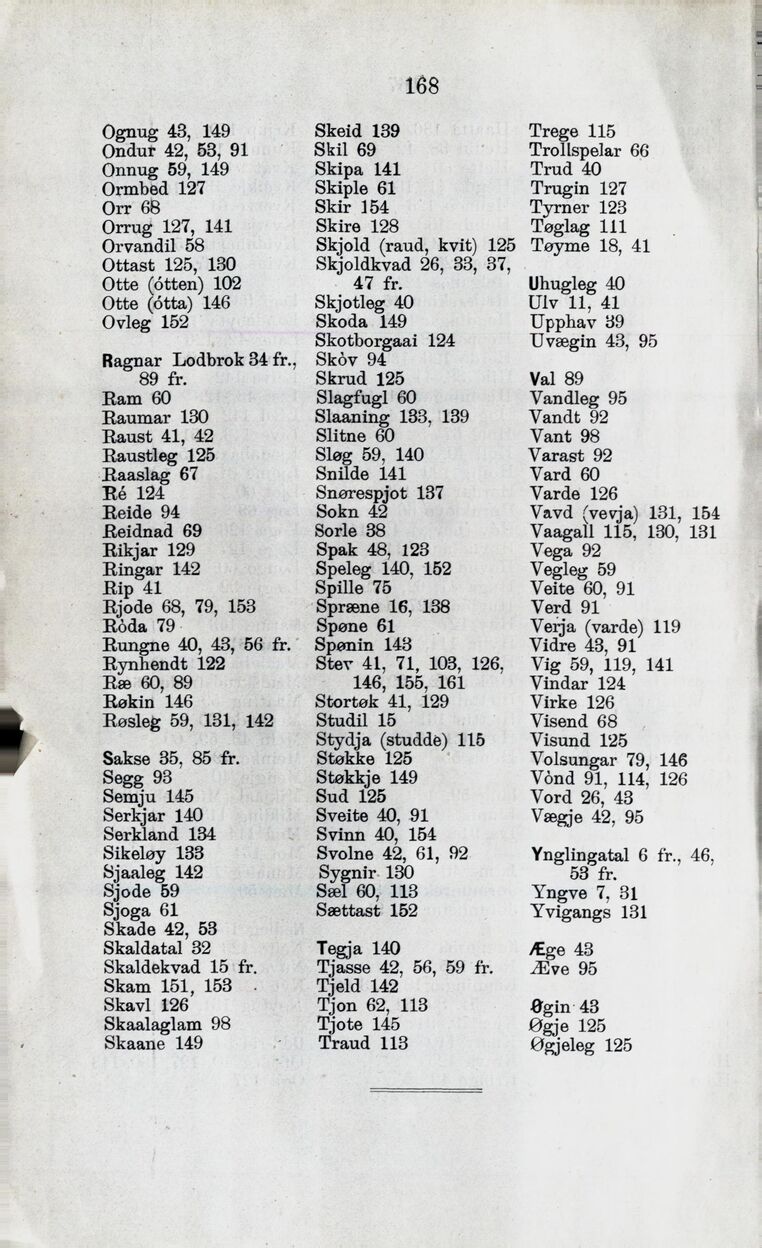 168
Ognug 43, 149
Ondur 42, 53, 91
Onnug 59, 149
Ormbed 127
Orr 68
Orrug 127, 141
Orvandil 58
Ottast 125, 130
Otte (ótten) 102
Otte (ótta) 146
Ovleg 152
Ragnar Lodbrok 34 fr.,
89 fr.
Ram 60
Raumar 130
Raust 41, 42
Raustleg 125
Raaslag 67
Ré 124
Reide 94
Reidnad 69
Rikjar 129
Ringar 142
Rip 41
Rjode 68, 79, 153
Ròda 79
Rungne 40, 43, 56 fr.
Rynhendt 122
Ræ 60, 89
Røkin 146
Røsleg 59, 131, 142
Sakse 35, 85 fr.
Segg 93
Semju 145
Serkjar 140
Serkland 134
Sikeløy 133
Sjaaleg 142
Sjode 59
Sjoga 61
Skade 42, 53
Skaldatal 32
Skaldekvad 15 fr.
Skam 151, 153
Skavl 126
Skaalaglam 98
Skaane 149
Skeid 139
Skil 69
Skipa 141
Skiple 61
Skir 154
Skire 128
Skjold (raud, kvit) 125
Skjoldkvad 26, 33, 37,
47 fr.
Skjotleg 40
Skoda 149
Skotborgaai 124
Skòv 94
Skrud 125
Slagfugl 60
Slaaning 133, 139
Slitne 60
Sløg 59, 140
Snilde 141
Snørespjot 137
Sokn 42
Sorle 38
Spak 48, 123
Speleg 140, 152
Spille 75
Spræne 16, 138
Spøne 61
Spønin 143
Stev 41, 71, 103, 126,
146, 155, 161
Stortøk 41, 129
Studil 15
Stydja (studde) 115
Støkke 125
Støkkje 149
Sud 125
Sveite 40, 91
Svinn 40, 154
Svolne 42, 61, 92
Sygnir 130
Sæl 60, 113
Sættast 152
Tegja 140
Tjasse 42, 56, 59 fr.
Tjeld 142
Tjon 62, 113
Tjote 145
Traud 113
Trege 115
Trollspelar 66
Trud 40
Trugin 127
Tyrner 123
Tøglag 111
Tøyme 18, 41
Uhugleg 40
Ulv 11, 41
Upphav 39
Uvægin 43, 95
Val 89
Vandleg 95
Vandt 92
Vant 98
Varast 92
Vard 60
Varde 126
Vavd (vevja) 131, 154
Vaagall 115, 130, 131
Vega 92
Vegleg 59
Veite 60, 91
Verd 91
Verja (varde) 119
Vidre 43, 91
Vig 59, 119, 141
Vindar 124
Virke 126
Visend 68
Visund 125
Volsungar 79, 146
Vònd 91, 114, 126
Vord 26, 43
Vægje 42, 95
Ynglingatal 6 fr., 46,
53 fr.
Yngve 7, 31
Yvigangs 131
Æge 43
Æve 95
Øgin 43
Øgje 125
Øgjeleg 125